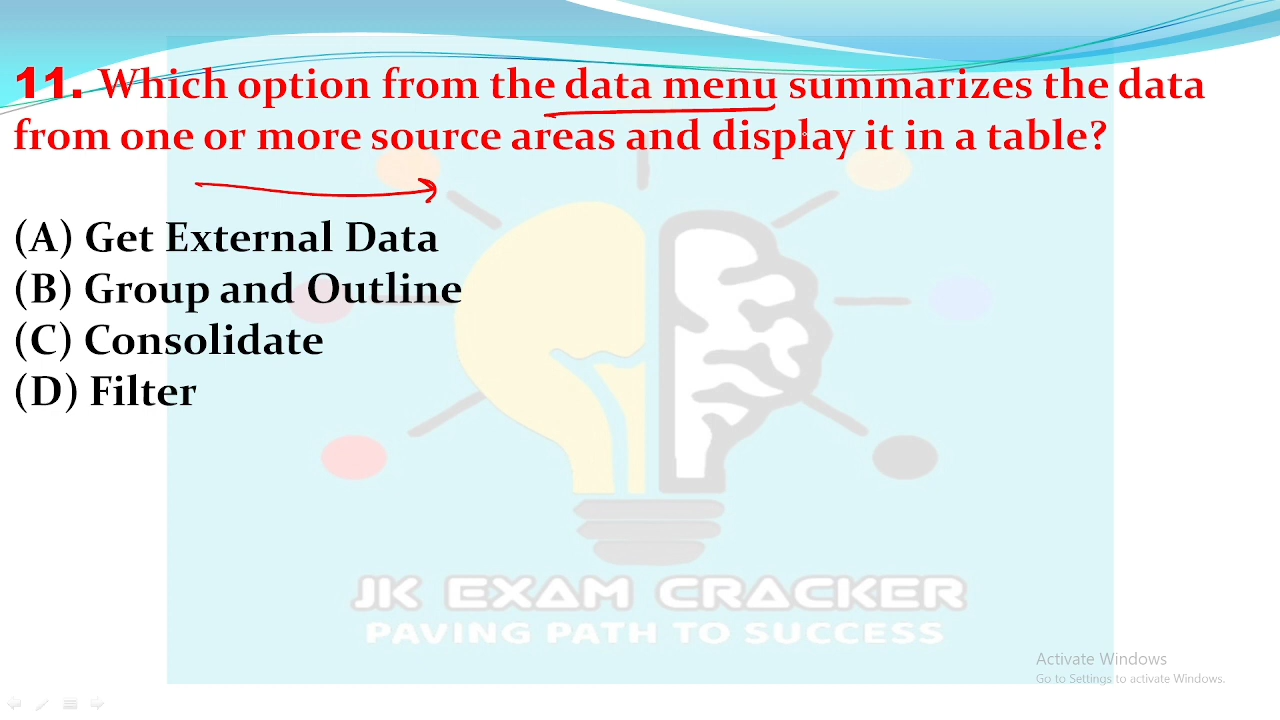 11. Which option from the data menu summarizes the data
from one or more source areas and display it in a table?
(A) Get External Data
(B) Group and Outline
(C) Consolidate
(D) Filter
JK EXAM CRACKER
PAVING PATH TO SUCCESS
Activate Windows
Go to Settings to activate Windows.